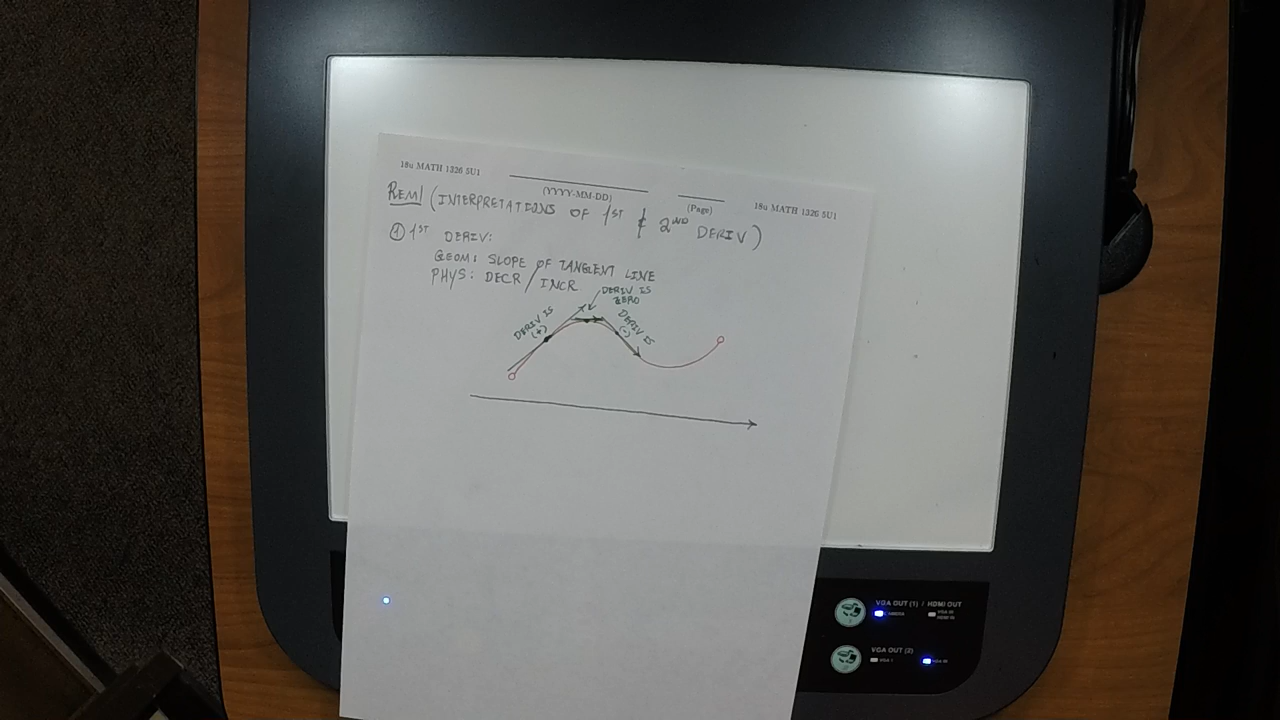 18u MATH 1326 5U1
(YYYY-MM-DD)
(Page)
18u MATH 1326 5U1
REM| (INTERPRETATIONS OF 1ST & 2ND DERIV)
① 1ST DERIV:
GEOM: SLOPE OF TANGENT LINE
PHYS: DECR / INCR
DERIV IS
ZERO
DERIV IS
(+)
DERIV IS
(-)
VGA OUT (1) / HDMI OUT
VGA OUT (2)